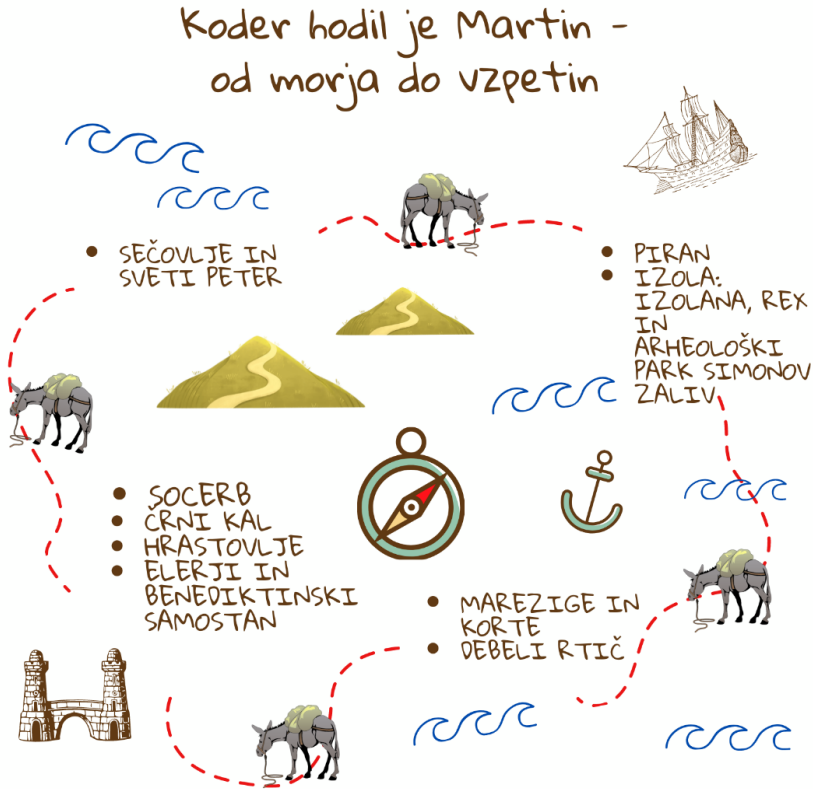 Koder hodil je Martin -
od morja do vzpetin
• SEČOVLJE IN
SVETI PETER
• PIRAN
• IZOLA:
IZOLANA, REX
IN
ARHEOLOŠKI
PARK SIMONOV
ZALIV
• SOCERB
• ČRNI KAL
• HRASTOVLJE
• ELERJI IN
BENEDIKTINSKI
SAMOSTAN
• MAREZIGE IN
KORTE
• DEBELI RTIČ